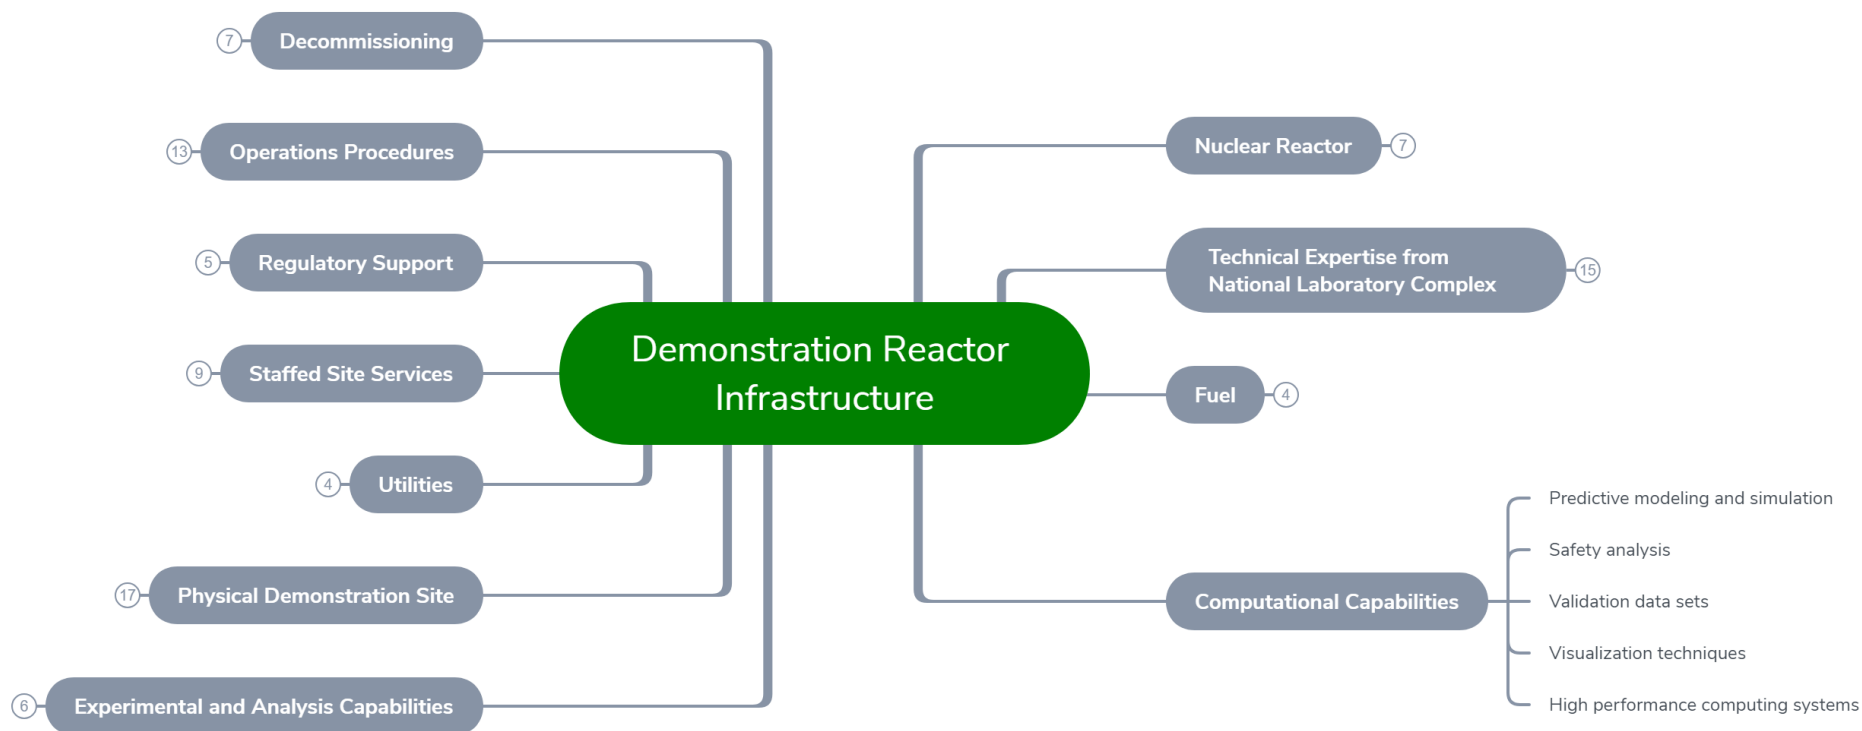 Demonstration Reactor
Infrastructure
Nuclear Reactor
7
Technical Expertise from
National Laboratory Complex
15
Fuel
4
Computational Capabilities
Predictive modeling and simulation
Safety analysis
Validation data sets
Visualization techniques
High performance computing systems
7
Decommissioning
13
Operations Procedures
5
Regulatory Support
9
Staffed Site Services
4
Utilities
17
Physical Demonstration Site
6
Experimental and Analysis Capabilities